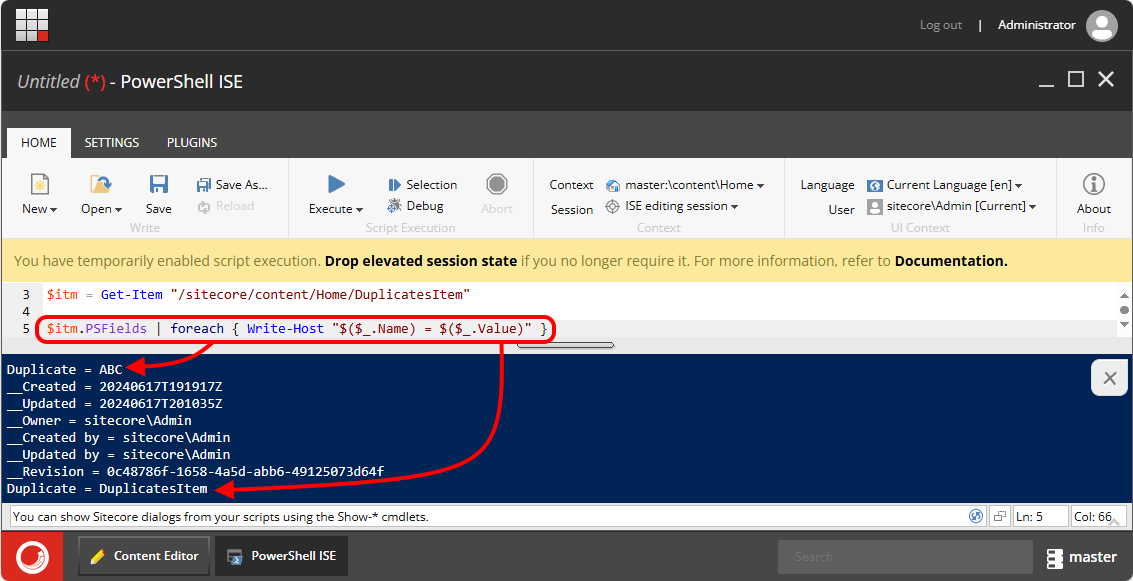 Log out | Administrator
Untitled (*) - PowerShell ISE
HOME SETTINGS PLUGINS
New Open Save Save As... Reload
Write
Execute Selection Debug Abort
Script Execution
Context master:\content\Home
Session ISE editing session
Context
Language Current Language [en]
User sitecore\Admin [Current]
UI Context
About
Info
You have temporarily enabled script execution. Drop elevated session state if you no longer require it. For more information, refer to Documentation.
3 $itm = Get-Item "/sitecore/content/Home/DuplicatesItem"
4
5 $itm.PSFields | foreach { Write-Host "$($_.Name) = $($_.Value)" }
Duplicate = ABC
__Created = 20240617T191917Z
__Updated = 20240617T201035Z
__Owner = sitecore\Admin
__Created by = sitecore\Admin
__Updated by = sitecore\Admin
__Revision = 0c48786f-1658-4a5d-abb6-49125073d64f
Duplicate = DuplicatesItem
You can show Sitecore dialogs from your scripts using the Show-* cmdlets. Ln: 5 Col: 66
Content Editor PowerShell ISE Search master